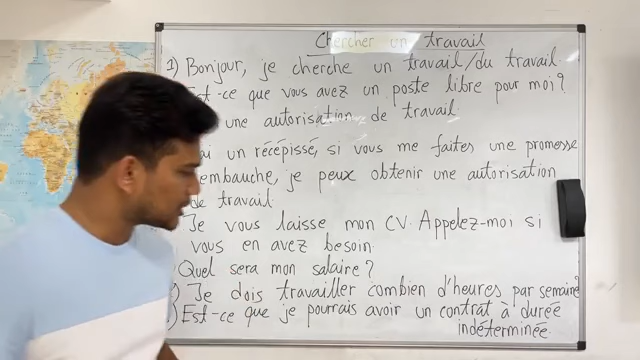 Chercher un travail
1) Bonjour, je cherche un travail/du travail
Est-ce que vous avez un poste libre pour moi?
une autorisation de travail.
ai un récépissé, si vous me faites une promesse
embauche, je peux obtenir une autorisation
de travail
Je vous laisse mon CV. Appelez-moi si
vous en avez besoin.
Quel sera mon salaire?
) Je dois travailler combien d'heures par semaine?
) Est-ce que je pourrais avoir un contrat à dureé
indéterminée.